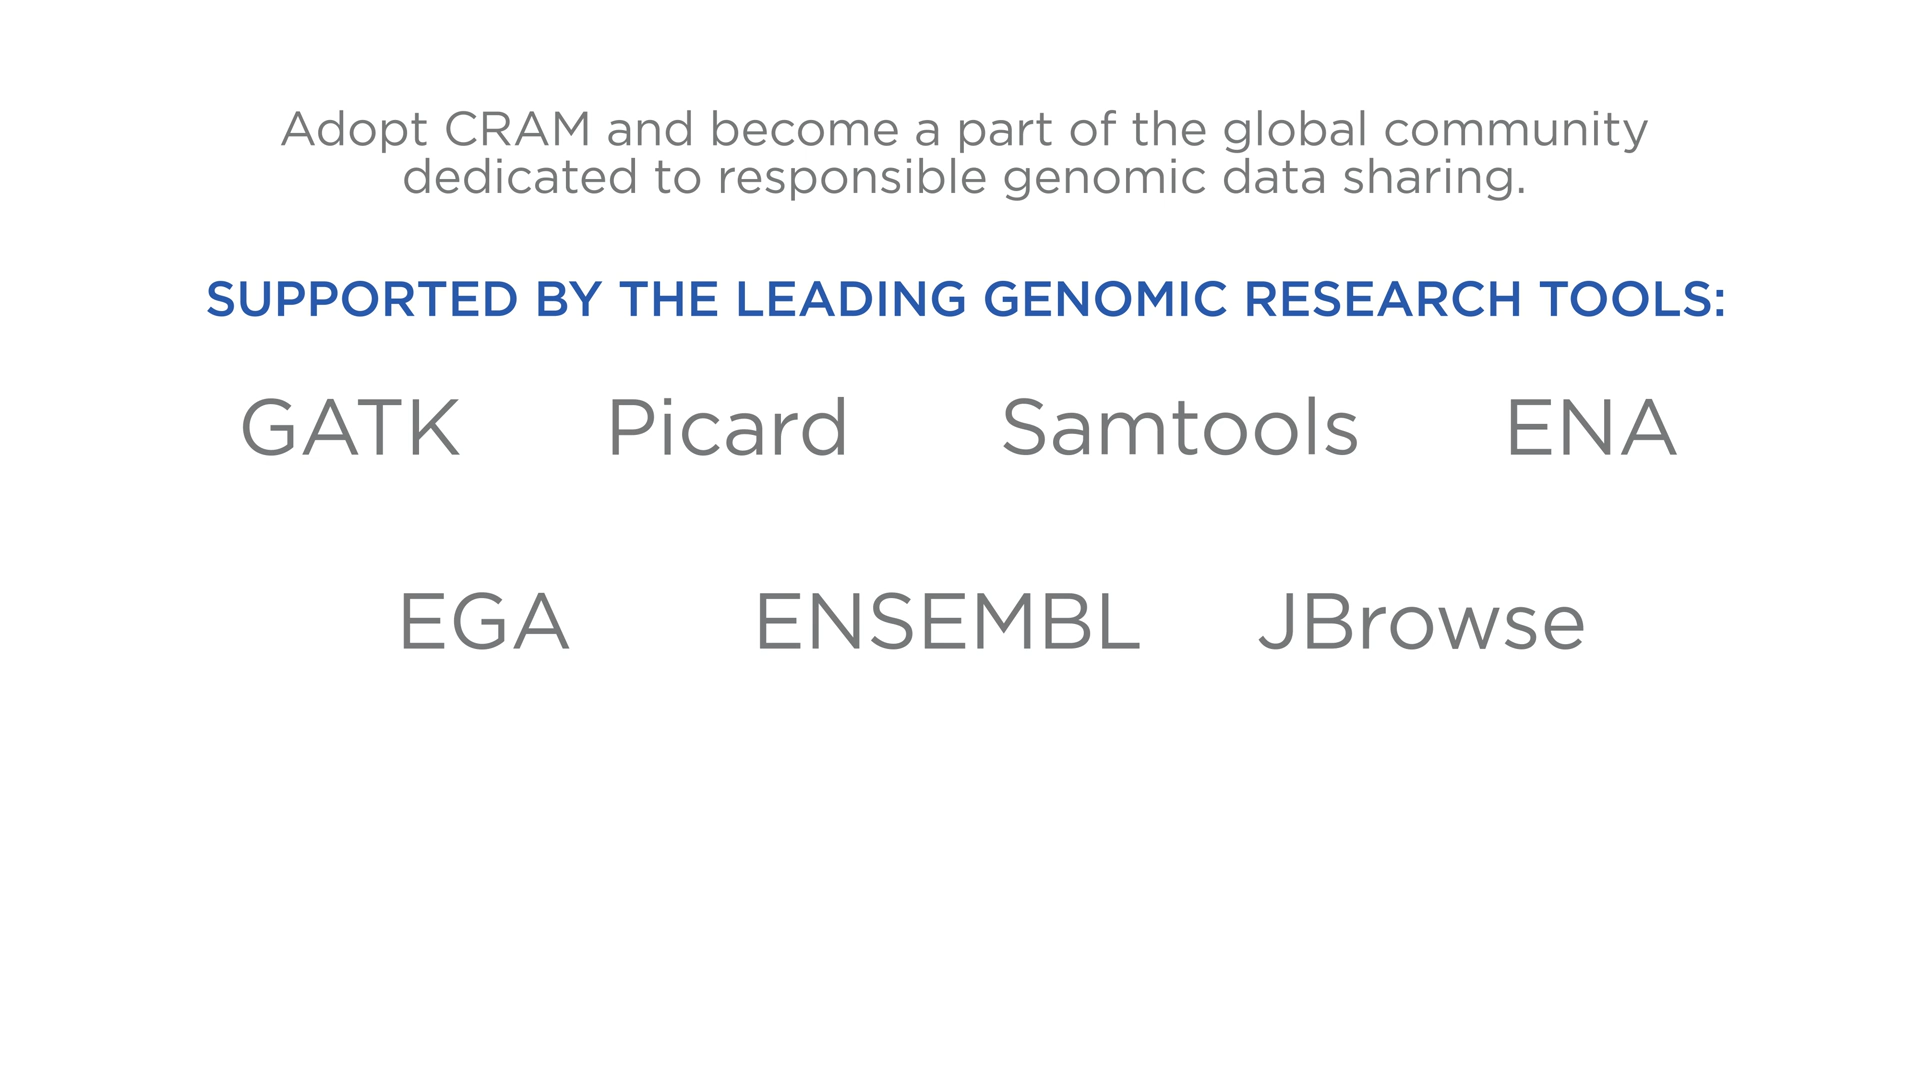 Adopt CRAM and become a part of the global community
dedicated to responsible genomic data sharing.
SUPPORTED BY THE LEADING GENOMIC RESEARCH TOOLS:
GATK Picard Samtools ENA
EGA ENSEMBL JBrowse